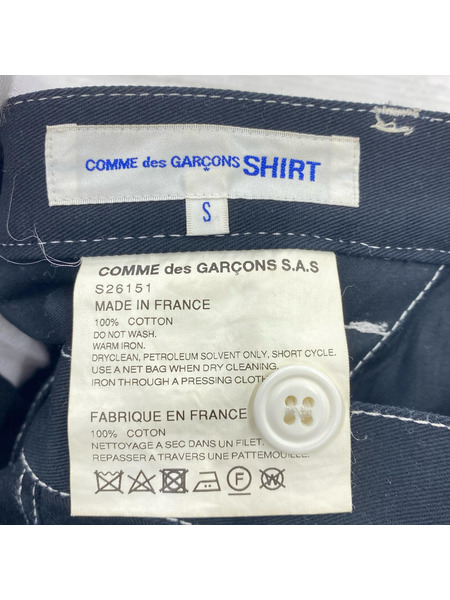 COMME des GARÇONS SHIRT
S
COMME des GARÇONS S.A.S
S26151
MADE IN FRANCE
100% COTTON
DO NOT WASH.
WARM IRON.
DRYCLEAN, PETROLEUM SOLVENT ONLY, SHORT CYCLE.
USE A NET BAG WHEN DRY CLEANING.
IRON THROUGH A PRESSING CLOTH
FABRIQUE EN FRANCE
100% COTON
NETTOYAGE A SEC DANS UN FILET.
REPASSER A TRAVERS UNE PATTEMOUILLE.
F
W